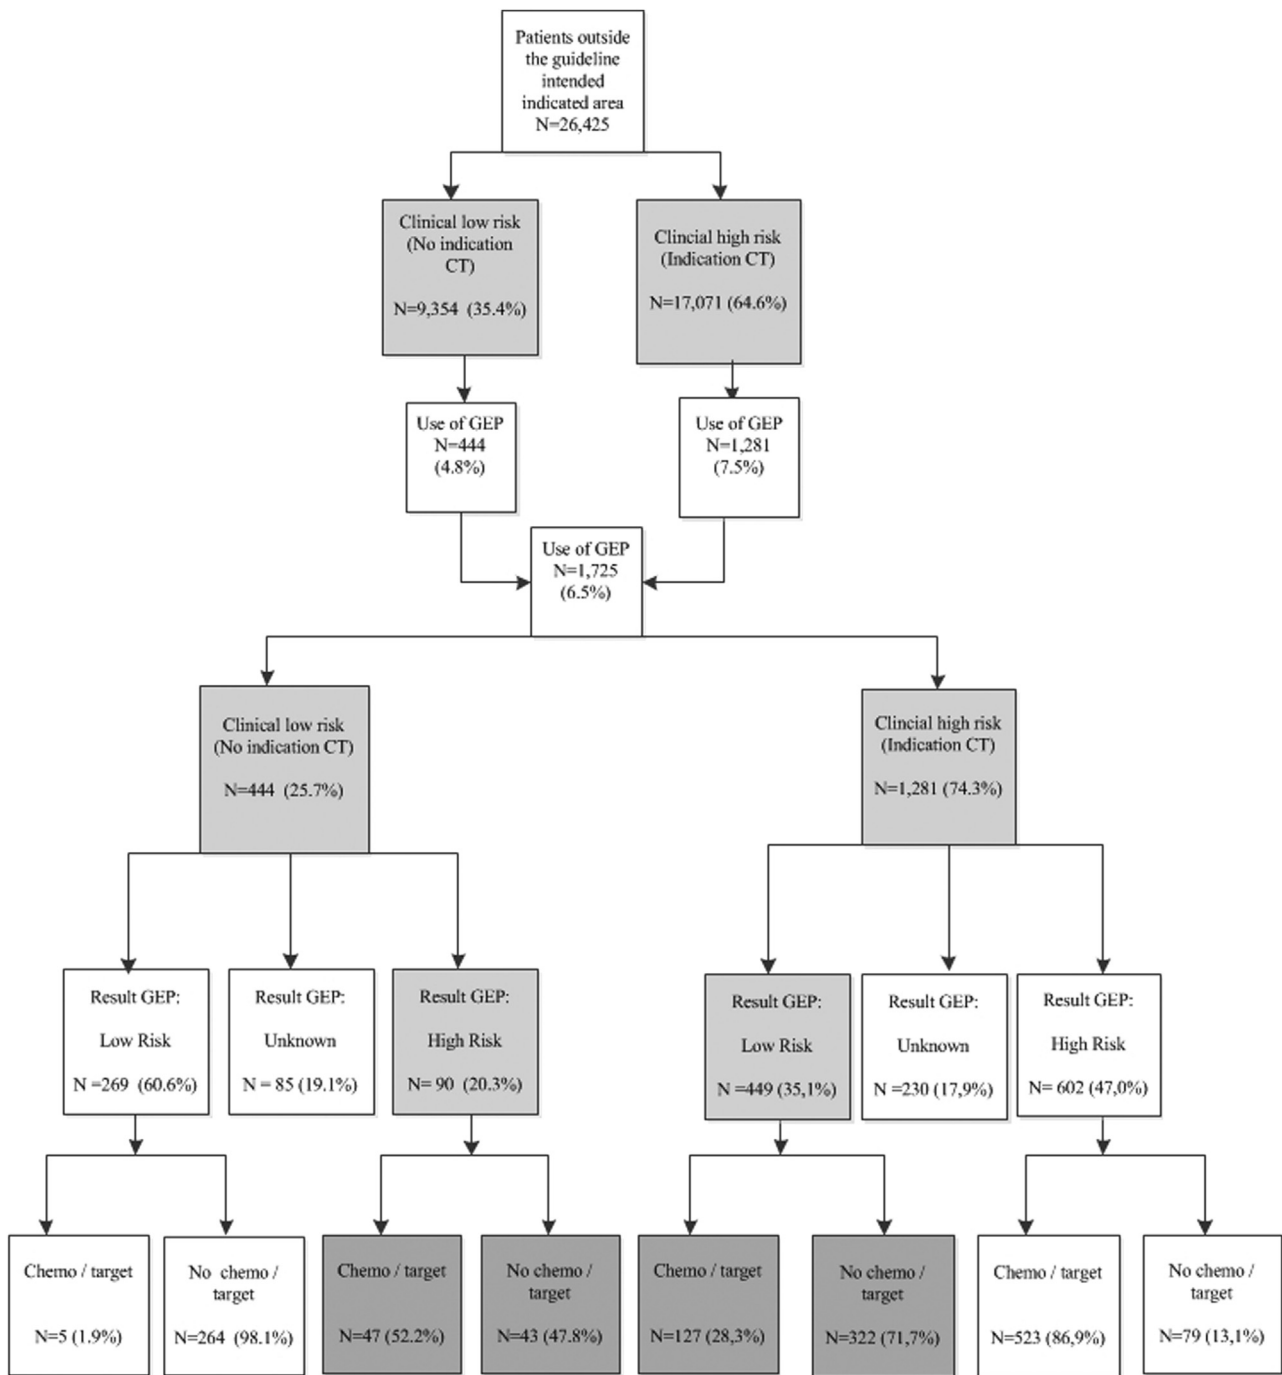 Patients outside
the guideline
intended
indicated area
N=26,425
Clinical low risk
(No indication
CT)
N=9,354 (35.4%)
Clincial high risk
(Indication CT)
N=17,071 (64.6%)
Use of GEP
N=444
(4.8%)
Use of GEP
N=1,281
(7.5%)
Use of GEP
N=1,725
(6.5%)
Clinical low risk
(No indication CT)
N=444 (25.7%)
Clincial high risk
(Indication CT)
N=1,281 (74.3%)
Result GEP:
Low Risk
N =269 (60.6%)
Result GEP:
Unknown
N = 85 (19.1%)
Result GEP:
High Risk
N= 90 (20.3%)
Result GEP:
Low Risk
N =449 (35,1%)
Result GEP:
Unknown
N =230 (17,9%)
Result GEP:
High Risk
N= 602 (47,0%)
Chemo / target
N=5 (1.9%)
No chemo /
target
N=264 (98.1%)
Chemo / target
N=47 (52.2%)
No chemo /
target
N=43 (47.8%)
Chemo / target
N=127 (28,3%)
No chemo /
target
N=322 (71,7%)
Chemo / target
N=523 (86,9%)
No chemo /
target
N=79 (13,1%)